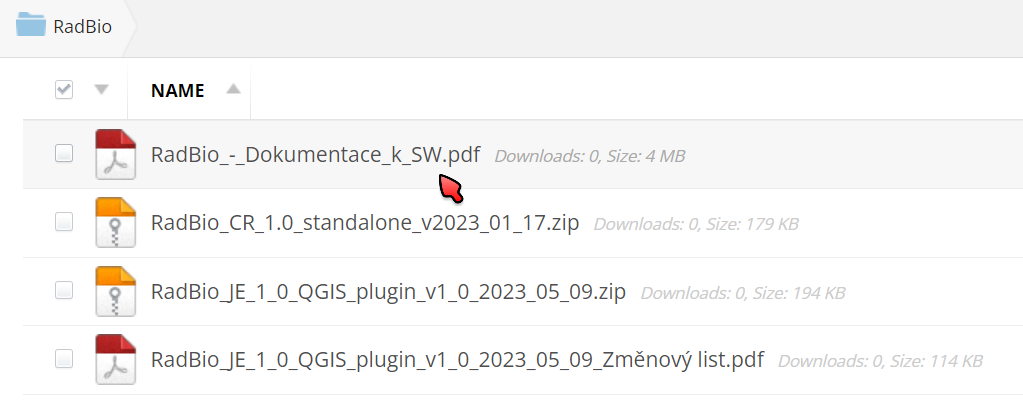 RadBio
NAME
RadBio_-_Dokumentace_k_SW.pdf Downloads: 0, Size: 4 MB
RadBio_CR_1.0_standalone_v2023_01_17.zip Downloads: 0, Size: 179 KB
RadBio_JE_1_0_QGIS_plugin_v1_0_2023_05_09.zip Downloads: 0, Size: 194 KB
RadBio_JE_1_0_QGIS_plugin_v1_0_2023_05_09_Změnový list.pdf Downloads: 0, Size: 114 KB